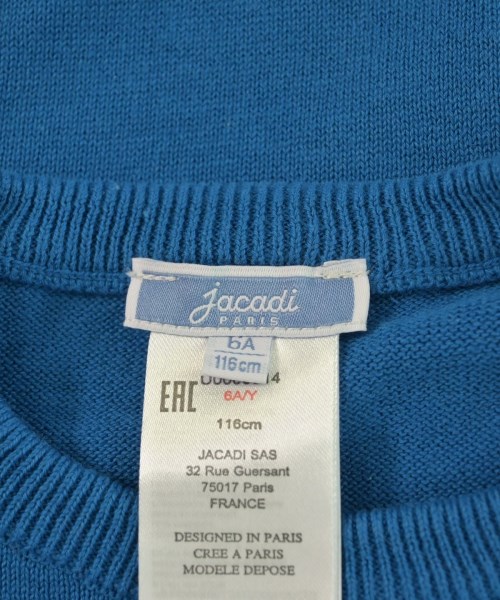 jacadi
PARIS
6A
116cm
EAC
6A/Y
116cm
JACADI SAS
32 Rue Guersant
75017 Paris
FRANCE
DESIGNED IN PARIS
CREE A PARIS
MODELE DEPOSE